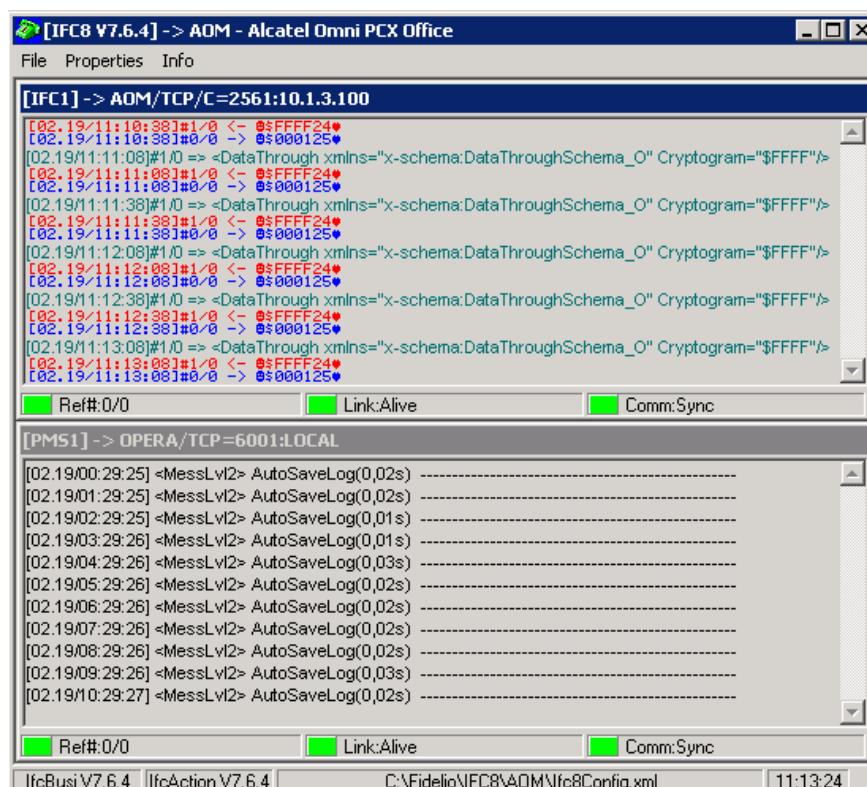 [IFC8 V7.6.4] -> AOM - Alcatel Omni PCX Office
File Properties Info
[IFC1] -> AOM/TCP/C=2561:10.1.3.100
[02.19/11:10:38]#1/0 <- @$FFFF24♥
[02.19/11:10:38]#0/0 -> @$000125♥
[02.19/11:11:08]#1/0 => <DataThrough xmlns="x-schema:DataThroughSchema_O" Cryptogram="$FFFF"/>
[02.19/11:11:08]#1/0 <- @$FFFF24♥
[02.19/11:11:08]#0/0 -> @$000125♥
[02.19/11:11:38]#1/0 => <DataThrough xmlns="x-schema:DataThroughSchema_O" Cryptogram="$FFFF"/>
[02.19/11:11:38]#1/0 <- @$FFFF24♥
[02.19/11:11:38]#0/0 -> @$000125♥
[02.19/11:12:08]#1/0 => <DataThrough xmlns="x-schema:DataThroughSchema_O" Cryptogram="$FFFF"/>
[02.19/11:12:08]#1/0 <- @$FFFF24♥
[02.19/11:12:08]#0/0 -> @$000125♥
[02.19/11:12:38]#1/0 => <DataThrough xmlns="x-schema:DataThroughSchema_O" Cryptogram="$FFFF"/>
[02.19/11:12:38]#1/0 <- @$FFFF24♥
[02.19/11:12:38]#0/0 -> @$000125♥
[02.19/11:13:08]#1/0 => <DataThrough xmlns="x-schema:DataThroughSchema_O" Cryptogram="$FFFF"/>
[02.19/11:13:08]#1/0 <- @$FFFF24♥
[02.19/11:13:08]#0/0 -> @$000125♥
Ref#:0/0 Link:Alive Comm:Sync
[PMS1] -> OPERA/TCP=6001:LOCAL
[02.19/00:29:25] <MessLvl2> AutoSaveLog(0,02s) --------------------------------------------------
[02.19/01:29:25] <MessLvl2> AutoSaveLog(0,02s) --------------------------------------------------
[02.19/02:29:25] <MessLvl2> AutoSaveLog(0,01s) --------------------------------------------------
[02.19/03:29:26] <MessLvl2> AutoSaveLog(0,01s) --------------------------------------------------
[02.19/04:29:26] <MessLvl2> AutoSaveLog(0,03s) --------------------------------------------------
[02.19/05:29:26] <MessLvl2> AutoSaveLog(0,02s) --------------------------------------------------
[02.19/06:29:26] <MessLvl2> AutoSaveLog(0,02s) --------------------------------------------------
[02.19/07:29:26] <MessLvl2> AutoSaveLog(0,02s) --------------------------------------------------
[02.19/08:29:26] <MessLvl2> AutoSaveLog(0,02s) --------------------------------------------------
[02.19/09:29:26] <MessLvl2> AutoSaveLog(0,03s) --------------------------------------------------
[02.19/10:29:27] <MessLvl2> AutoSaveLog(0,02s) --------------------------------------------------
Ref#:0/0 Link:Alive Comm:Sync
IfcBusi V7.6.4 IfcAction V7.6.4 C:\Fidelio\IFC8\AOM\Ifc8Config.xml 11:13:24